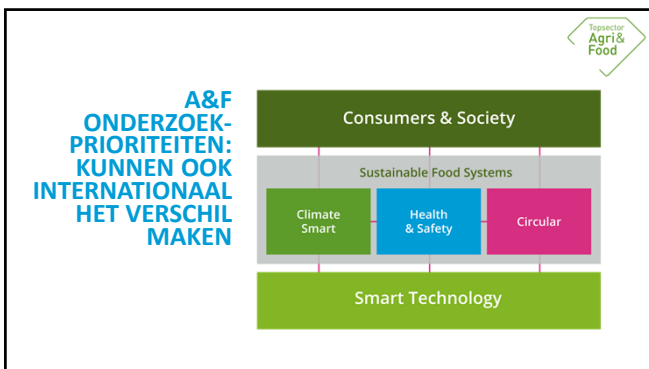 Topsector
Agri&
Food
A&F
ONDERZOEK-
PRIORITEITEN:
KUNNEN OOK
INTERNATIONAAL
HET VERSCHIL
MAKEN
Consumers & Society
Sustainable Food Systems
Climate
Smart
Health
& Safety
Circular
Smart Technology